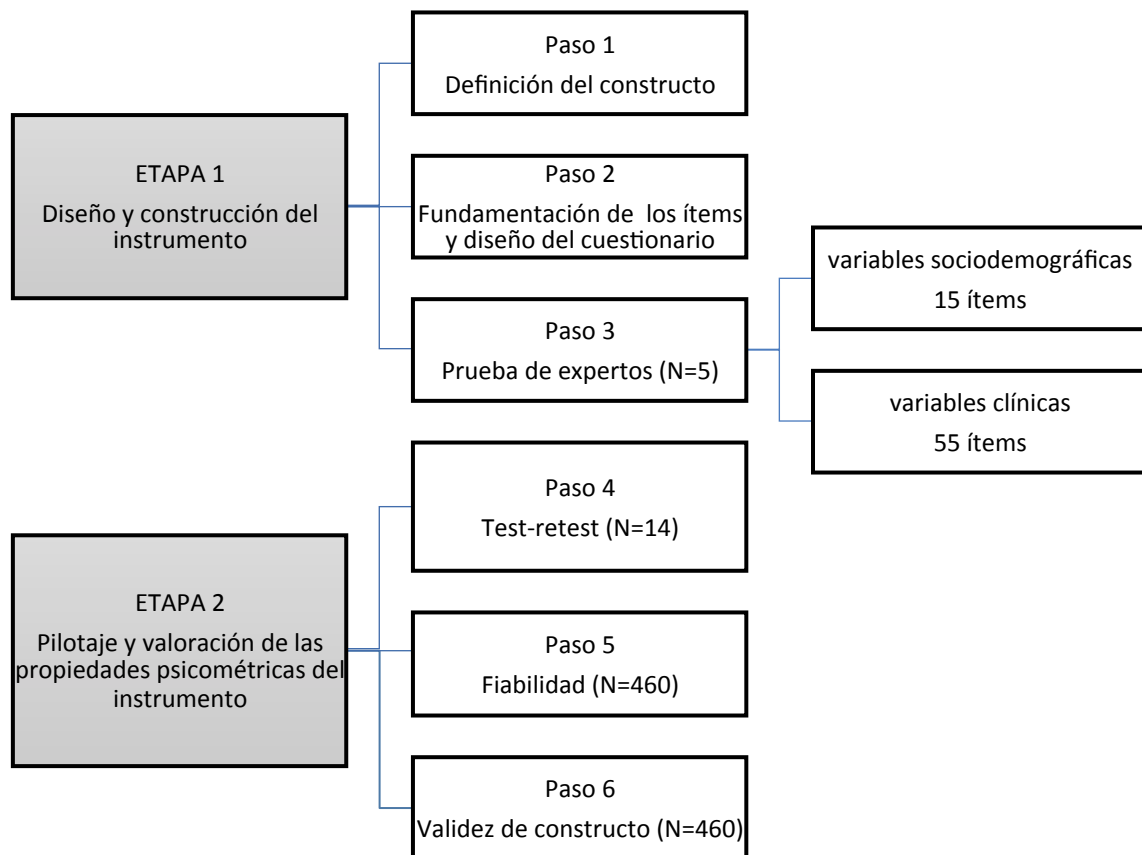 ETAPA 1
Diseño y construcción del
instrumento
Paso 1
Definición del constructo
Paso 2
Fundamentación de los ítems
y diseño del cuestionario
Paso 3
Prueba de expertos (N=5)
variables sociodemográficas
15 ítems
variables clínicas
55 ítems
ETAPA 2
Pilotaje y valoración de las
propiedades psicométricas del
instrumento
Paso 4
Test-retest (N=14)
Paso 5
Fiabilidad (N=460)
Paso 6
Validez de constructo (N=460)